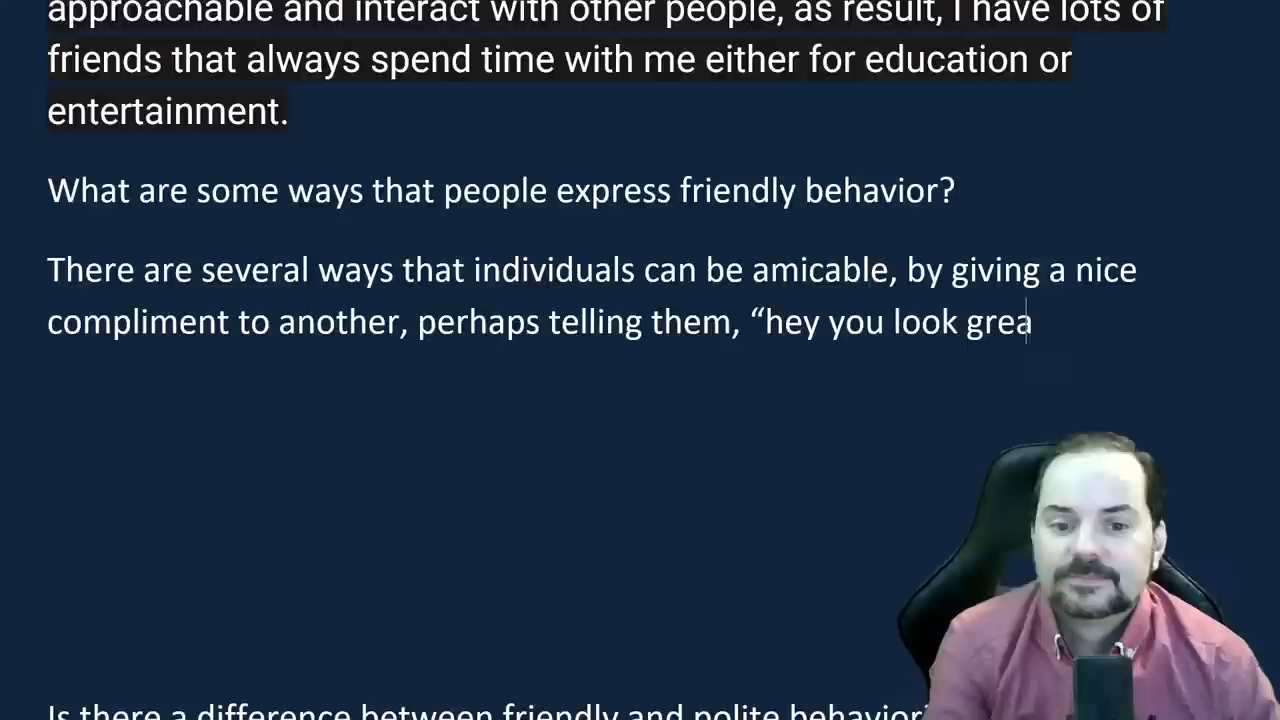 approachable and interact with other people, as result, I have lots of
friends that always spend time with me either for education or
entertainment.
What are some ways that people express friendly behavior?
There are several ways that individuals can be amicable, by giving a nice
compliment to another, perhaps telling them, “hey you look grea
Is there a difference between friendly and polite behavior?